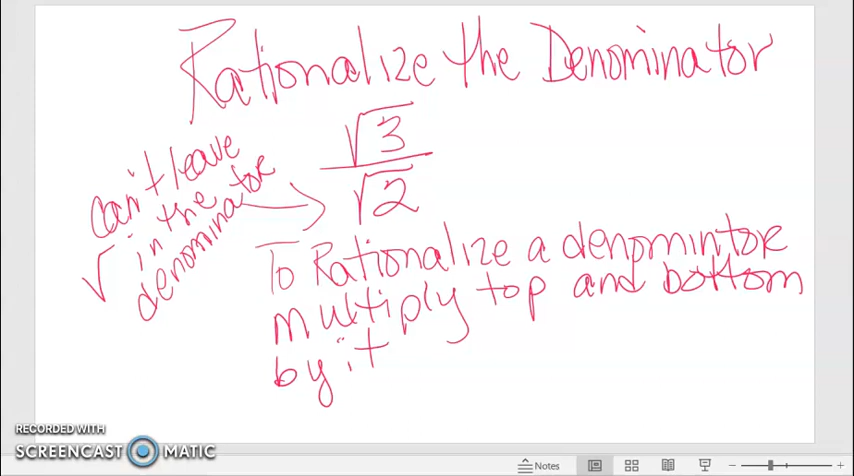 Rationalize the Denominator
√3
√2
can't leave
√ in the
denominator
To Rationalize a denomintor
multiply top and bottom
by it
RECORDED WITH
SCREENCAST MATIC
Notes